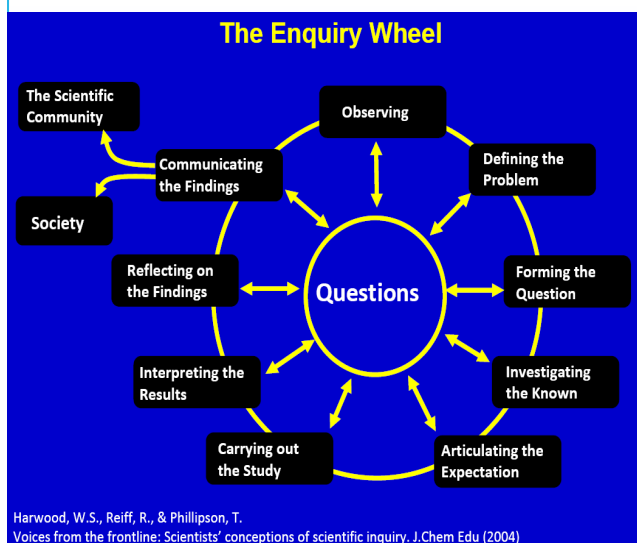 The Enquiry Wheel
The Scientific
Community
Observing
Communicating
the Findings
Defining the
Problem
Society
Reflecting on
the Findings
Questions
Forming the
Question
Interpreting the
Results
Investigating
the Known
Carrying out
the Study
Articulating the
Expectation
Harwood, W.S., Reiff, R., & Phillipson, T.
Voices from the frontline: Scientists' conceptions of scientific inquiry. J.Chem Edu (2004)